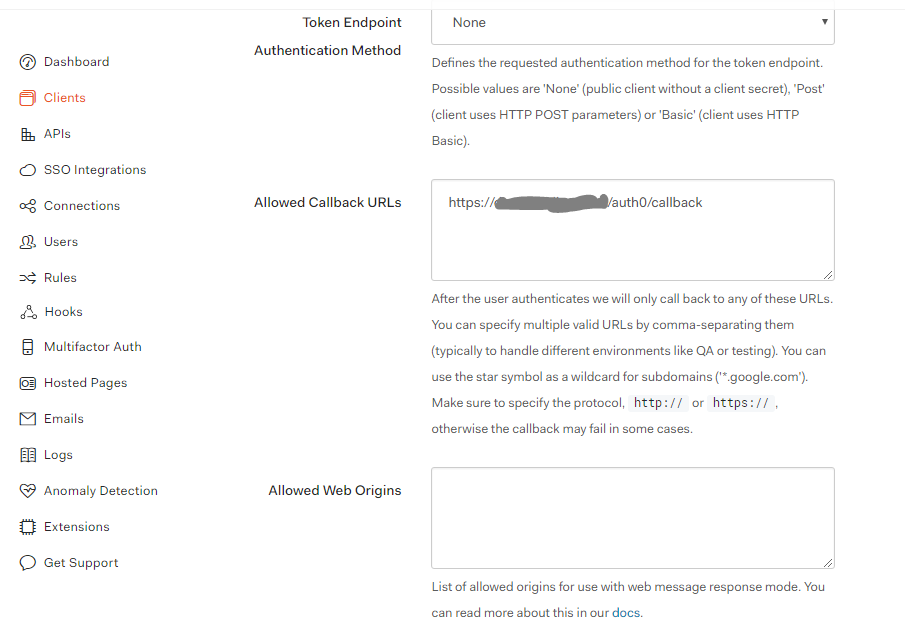 Token Endpoint
Authentication Method
None
Defines the requested authentication method for the token endpoint.
Possible values are 'None' (public client without a client secret), 'Post'
(client uses HTTP POST parameters) or 'Basic' (client uses HTTP
Basic).
Dashboard
Clients
APIs
SSO Integrations
Connections
Users
Rules
Hooks
Multifactor Auth
Hosted Pages
Emails
Logs
Anomaly Detection
Extensions
Get Support
Allowed Callback URLs
https:// /auth0/callback
After the user authenticates we will only call back to any of these URLs.
You can specify multiple valid URLs by comma-separating them
(typically to handle different environments like QA or testing). You can
use the star symbol as a wildcard for subdomains ('*.google.com').
Make sure to specify the protocol, http:// or https:// ,
otherwise the callback may fail in some cases.
Allowed Web Origins
List of allowed origins for use with web message response mode. You
can read more about this in our docs.